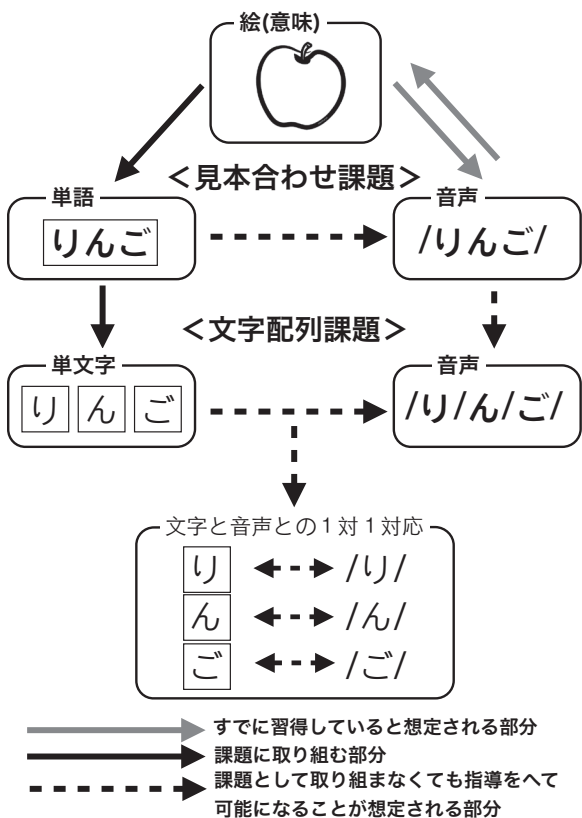 絵(意味)
＜見本合わせ課題＞
単語
りんご
音声
/りんご/
＜文字配列課題＞
単文字
り ん ご
音声
/り/ん/ご/
文字と音声との１対１対応
り /り/
ん /ん/
ご /ご/
すでに習得していると想定される部分
課題に取り組む部分
課題として取り組まなくても指導をへて
可能になることが想定される部分